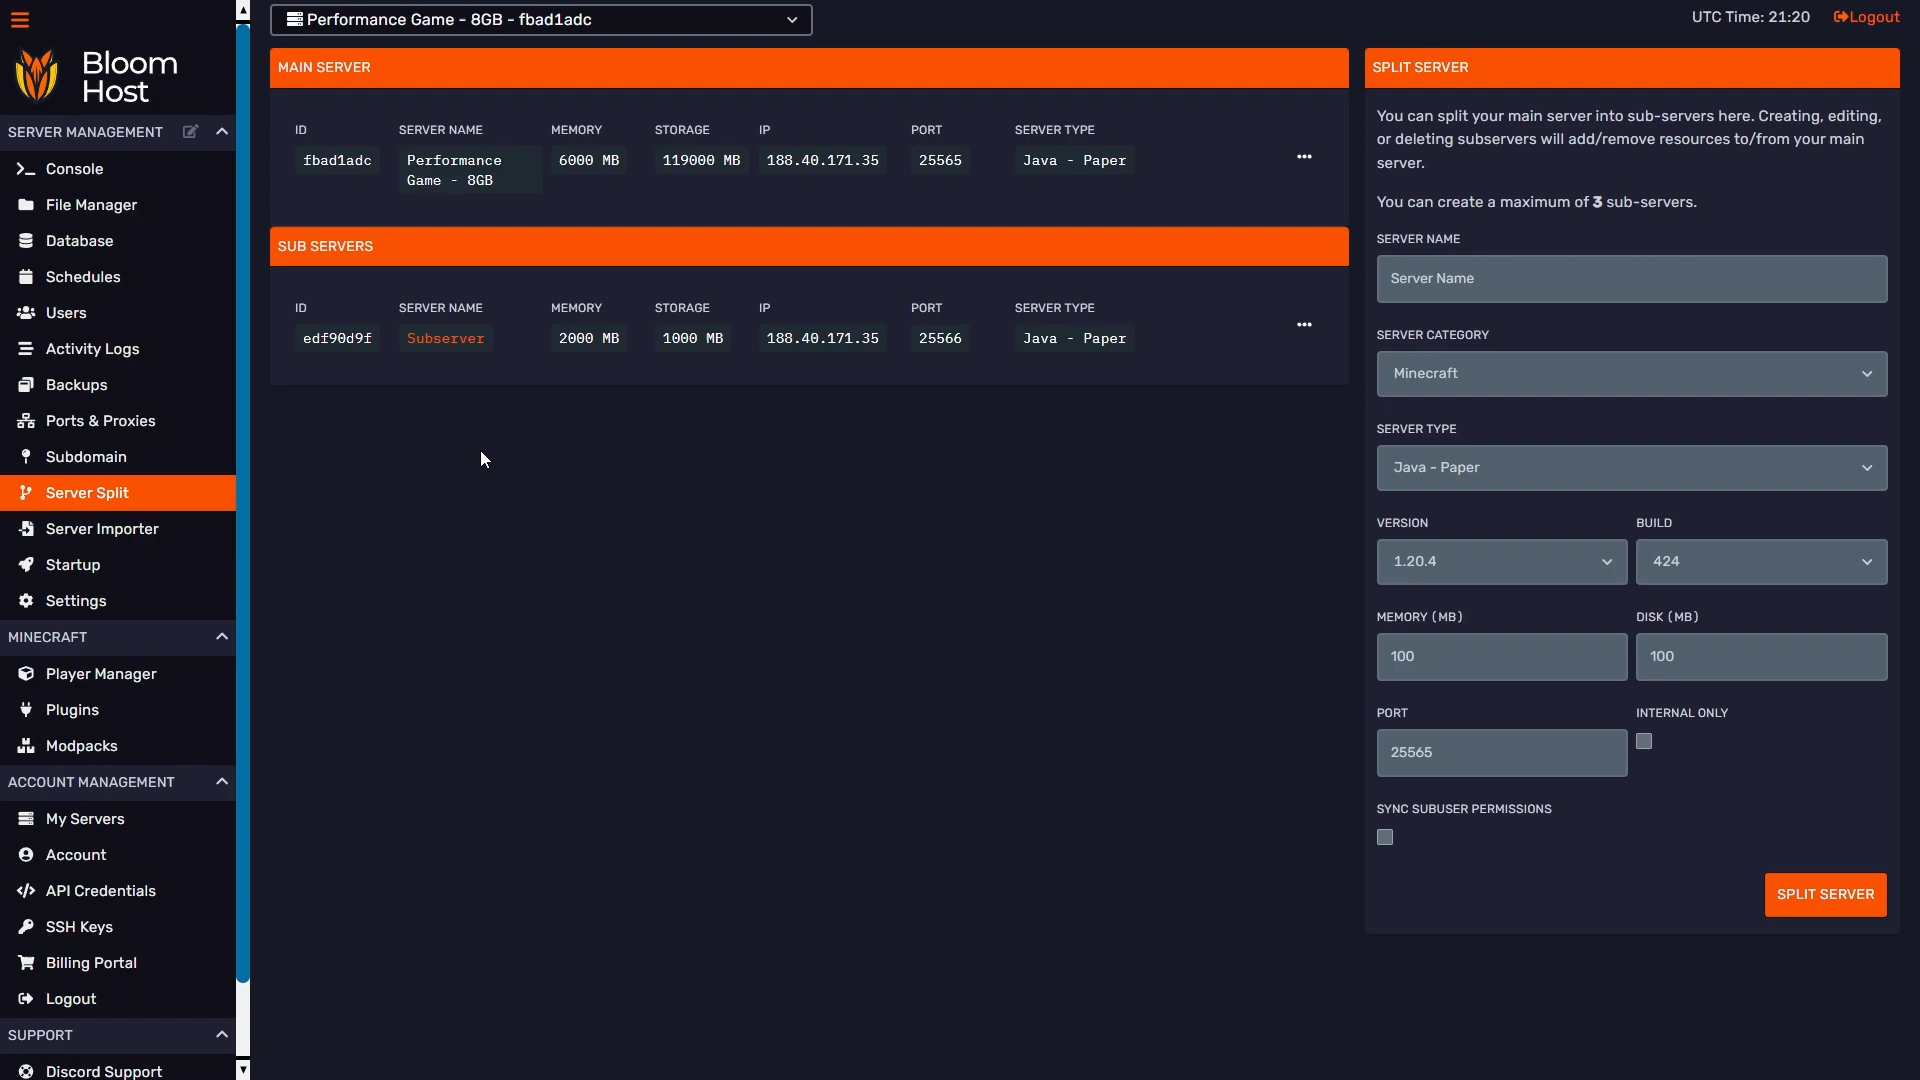 Performance Game - 8GB - fbad1adc
UTC Time: 21:20
Logout
Bloom
Host
SERVER MANAGEMENT
Console
File Manager
Database
Schedules
Users
Activity Logs
Backups
Ports & Proxies
Subdomain
Server Split
Server Importer
Startup
Settings
MINECRAFT
Player Manager
Plugins
Modpacks
ACCOUNT MANAGEMENT
My Servers
Account
API Credentials
SSH Keys
Billing Portal
Logout
SUPPORT
Discord Support
MAIN SERVER
ID SERVER NAME MEMORY STORAGE IP PORT SERVER TYPE
fbad1adc Performance 6000 MB 119000 MB 188.40.171.35 25565 Java - Paper
Game - 8GB
SUB SERVERS
ID SERVER NAME MEMORY STORAGE IP PORT SERVER TYPE
edf90d9f Subserver 2000 MB 1000 MB 188.40.171.35 25566 Java - Paper
SPLIT SERVER
You can split your main server into sub-servers here. Creating, editing,
or deleting subservers will add/remove resources to/from your main
server.
You can create a maximum of 3 sub-servers.
SERVER NAME
Server Name
SERVER CATEGORY
Minecraft
SERVER TYPE
Java - Paper
VERSION BUILD
1.20.4 424
MEMORY (MB) DISK (MB)
100 100
PORT INTERNAL ONLY
25565
SYNC SUBUSER PERMISSIONS
SPLIT SERVER